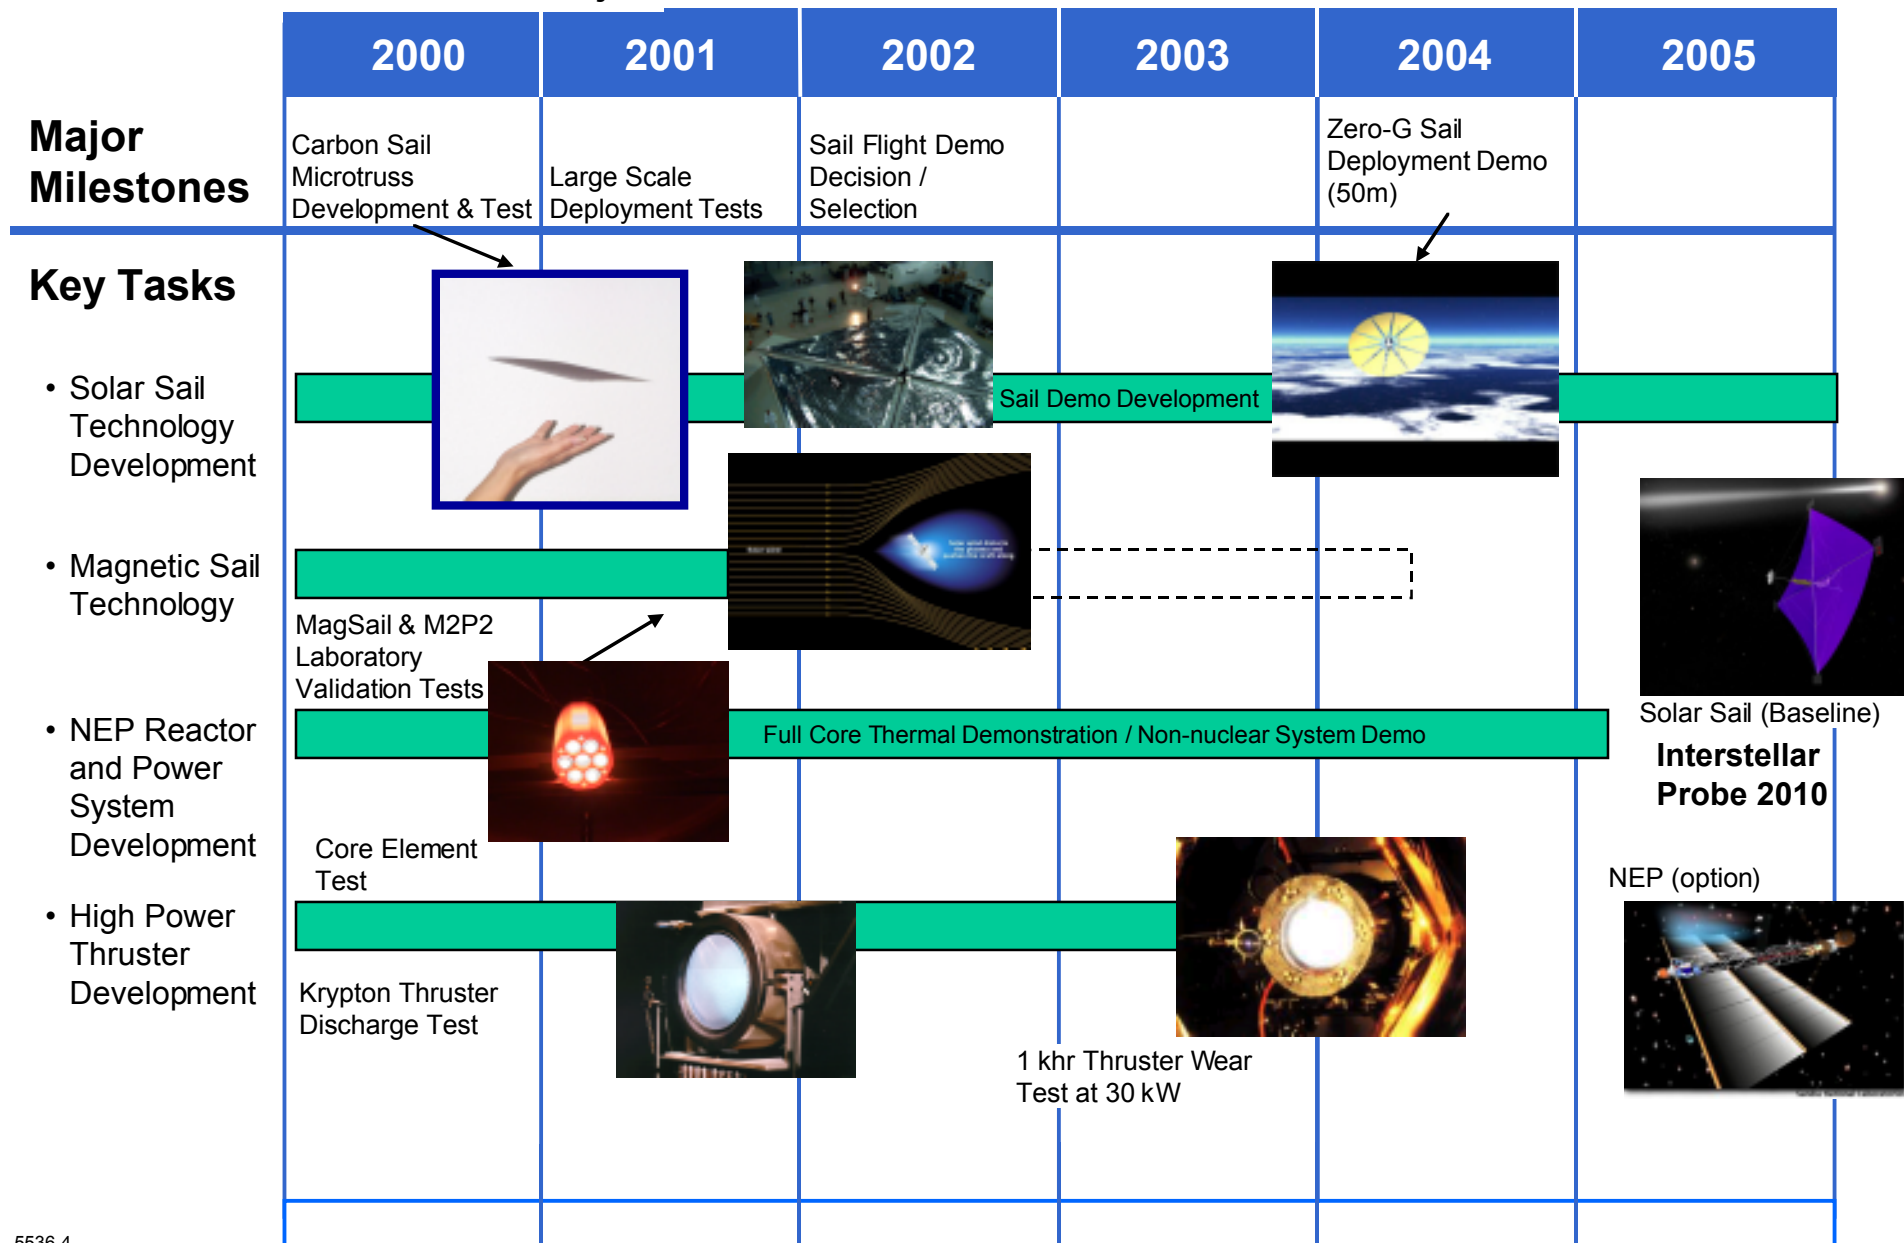 2000 2001 2002 2003 2004 2005
Major
Milestones
Carbon Sail
Microtruss
Development & Test
Large Scale
Deployment Tests
Sail Flight Demo
Decision /
Selection
Zero-G Sail
Deployment Demo
(50m)
Key Tasks
• Solar Sail
Technology
Development
Sail Demo Development
• Magnetic Sail
Technology
MagSail & M2P2
Laboratory
Validation Tests
• NEP Reactor
and Power
System
Development
Full Core Thermal Demonstration / Non-nuclear System Demo
Core Element
Test
Solar Sail (Baseline)
Interstellar
Probe 2010
• High Power
Thruster
Development
Krypton Thruster
Discharge Test
1 khr Thruster Wear
Test at 30 kW
NEP (option)